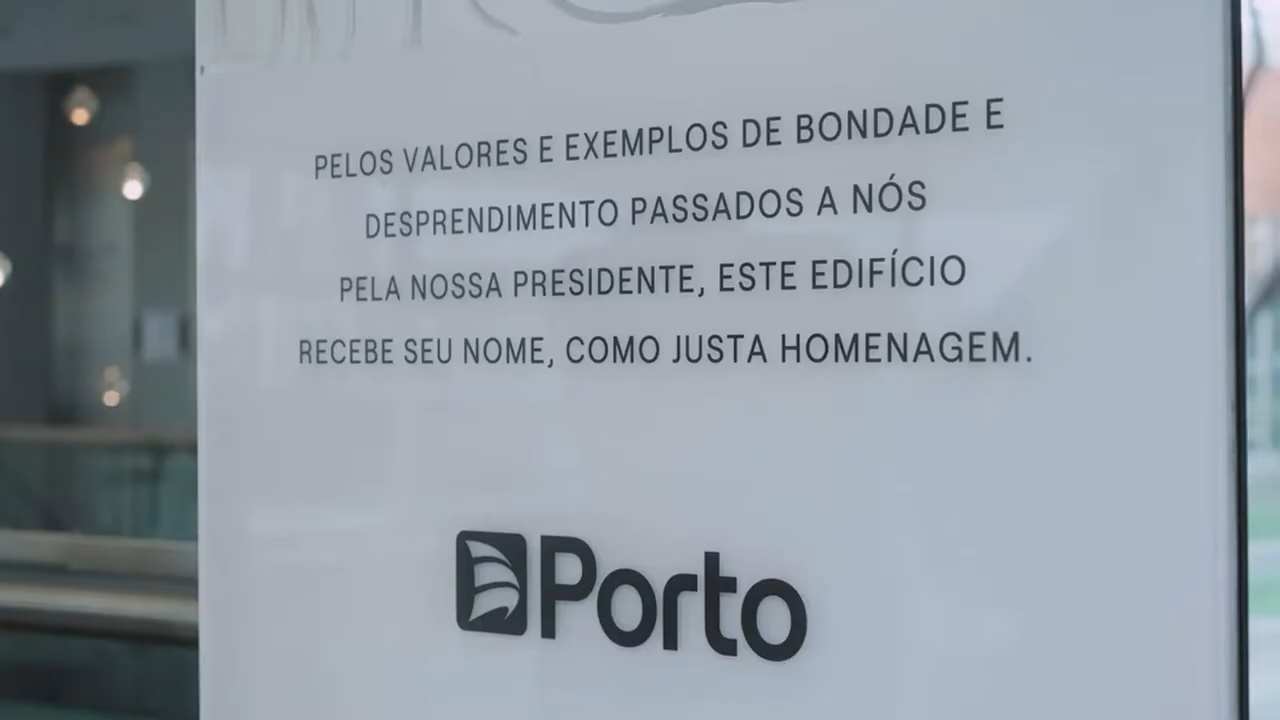 PELOS VALORES E EXEMPLOS DE BONDADE E
DESPRENDIMENTO PASSADOS A NÓS
PELA NOSSA PRESIDENTE, ESTE EDIFÍCIO
RECEBE SEU NOME, COMO JUSTA HOMENAGEM.
Porto